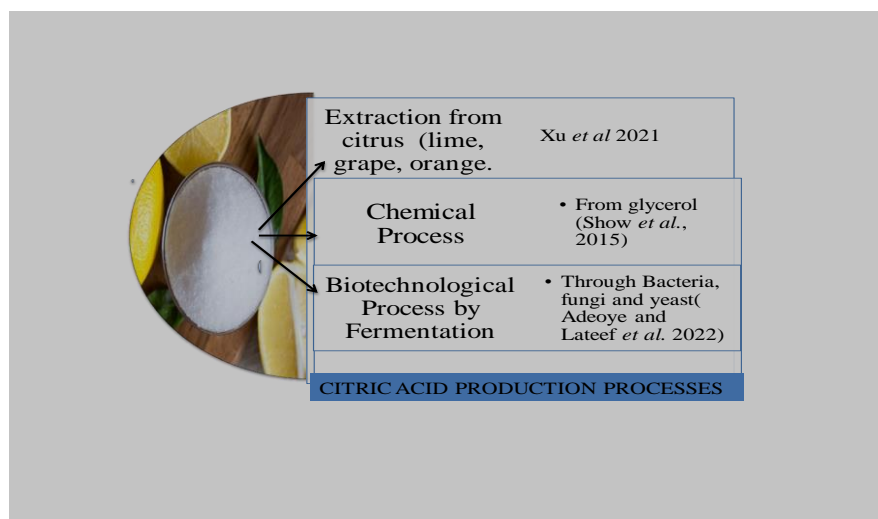 Extraction from
citrus (lime,
grape, orange.
Xu et al 2021
Chemical
Process
• From glycerol
(Show et al.,
2015)
Biotechnological
Process by
Fermentation
• Through Bacteria,
fungi and yeast(
Adeoye and
Lateef et al. 2022)
CITRIC ACID PRODUCTION PROCESSES